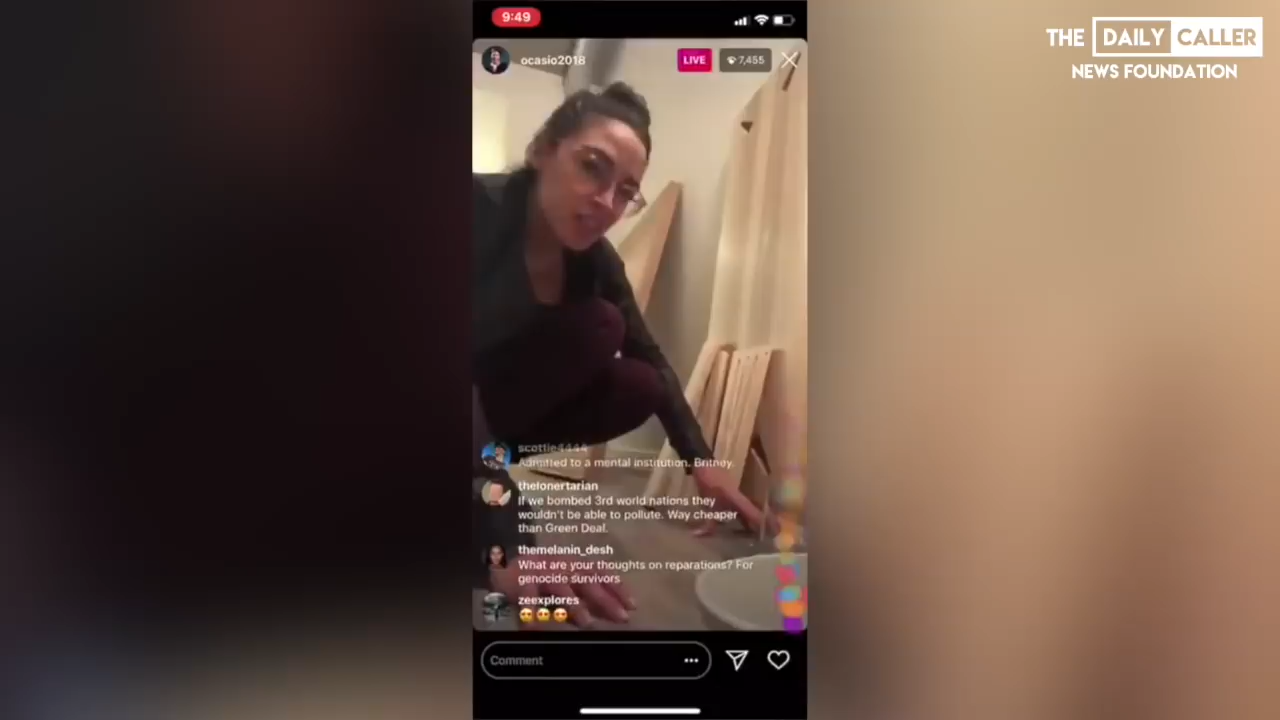 9:49
THE DAILY CALLER
NEWS FOUNDATION
ocasio2018
LIVE
7,455
scottie4444
Admitted to a mental institution. Britney.
thelonertarian
If we bombed 3rd world nations they
wouldn't be able to pollute. Way cheaper
than Green Deal.
themelanin_desh
What are your thoughts on reparations? For
genocide survivors
zeexplores
😍😍😍
Comment